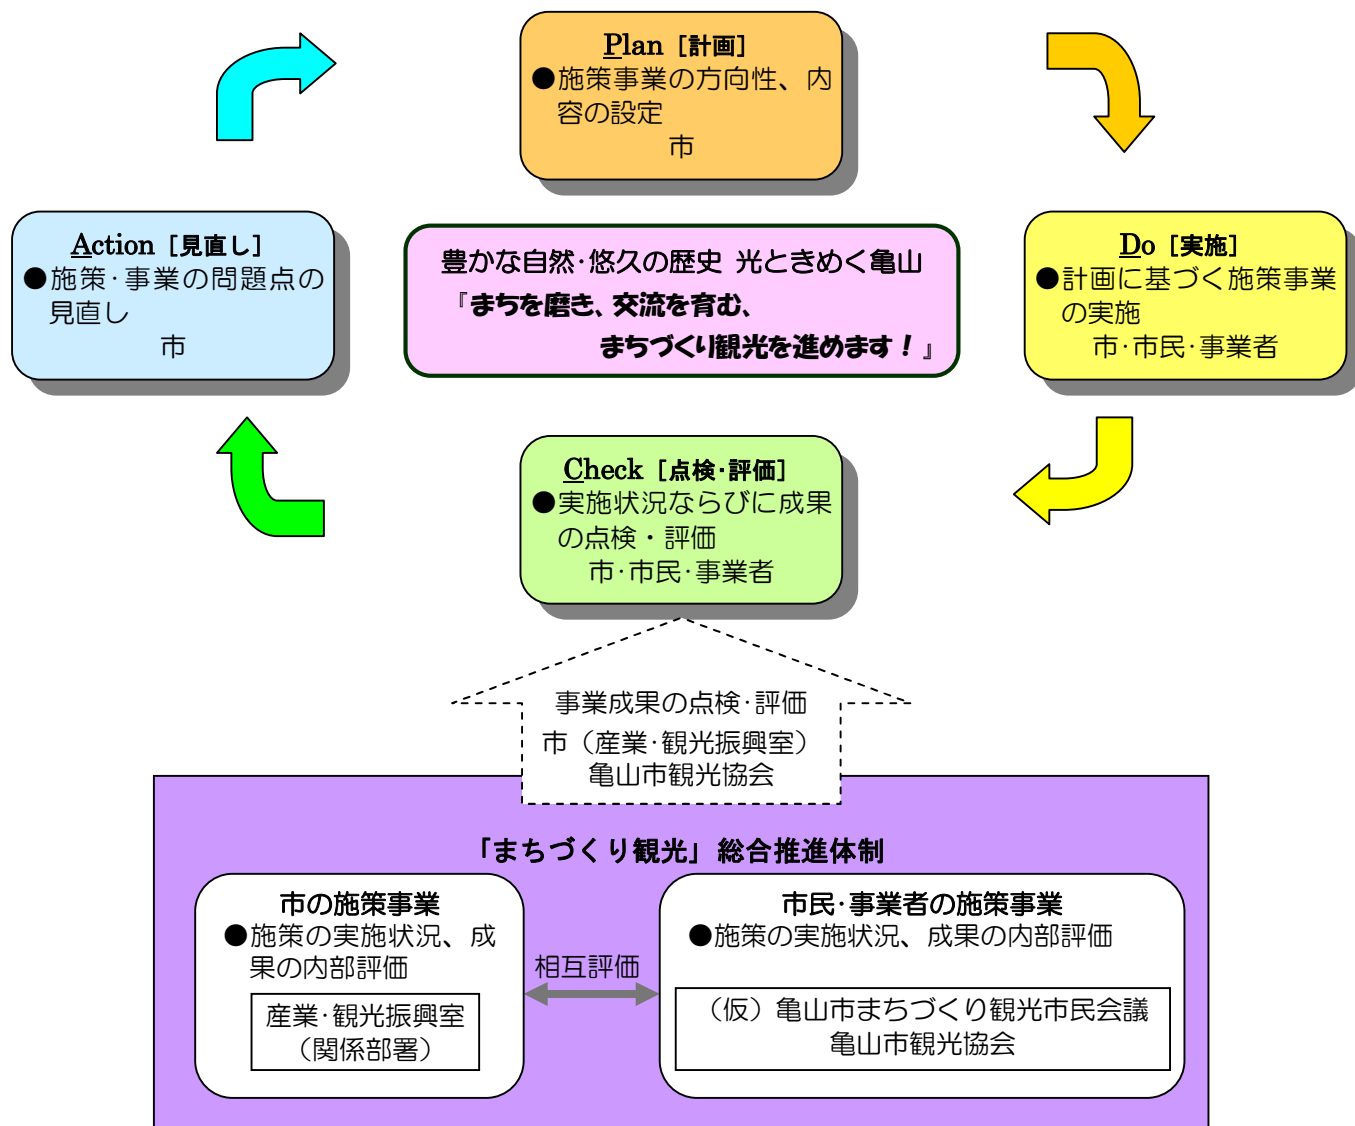 Plan［計画］
●施策事業の方向性、内
容の設定
市
Action［見直し］
●施策･事業の問題点の
見直し
市
豊かな自然･悠久の歴史 光ときめく亀山
『まちを磨き、交流を育む、
まちづくり観光を進めます！』
Do［実施］
●計画に基づく施策事業
の実施
市･市民･事業者
Check［点検･評価］
●実施状況ならびに成果
の点検・評価
市･市民･事業者
事業成果の点検･評価
市（産業･観光振興室）
亀山市観光協会
「まちづくり観光」総合推進体制
市の施策事業
●施策の実施状況、成
果の内部評価
産業･観光振興室
（関係部署）
相互評価
市民･事業者の施策事業
●施策の実施状況、成果の内部評価
（仮）亀山市まちづくり観光市民会議
亀山市観光協会